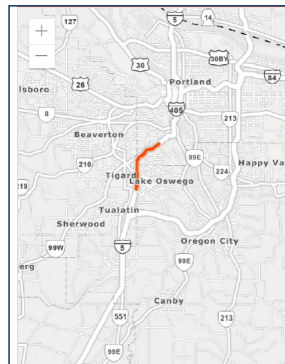 127
5
14
+
−
30
30BY
Portland
84
26
lsboro
405
8
213
Beaverton
99E
Happy Va
210
224
Tigard
Lake Oswego
219
Tualatin
Sherwood
99W
Oregon City
5
erg
99E
Canby
551
213
99E